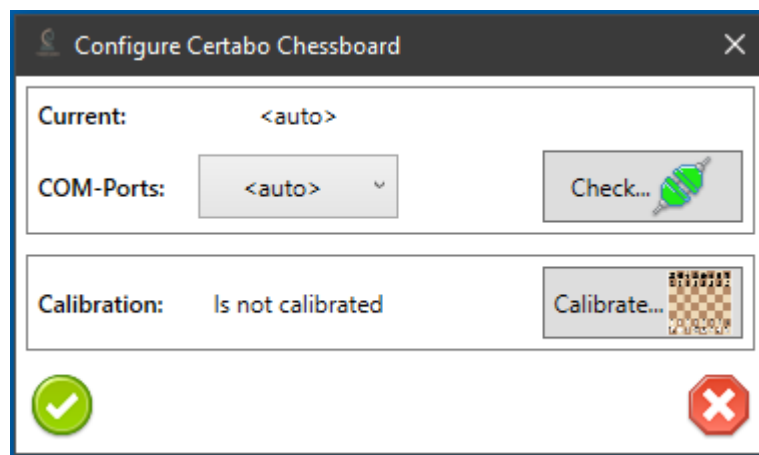 Configure Certabo Chessboard
Current: <auto>
COM-Ports: <auto> Check...
Calibration: Is not calibrated Calibrate...